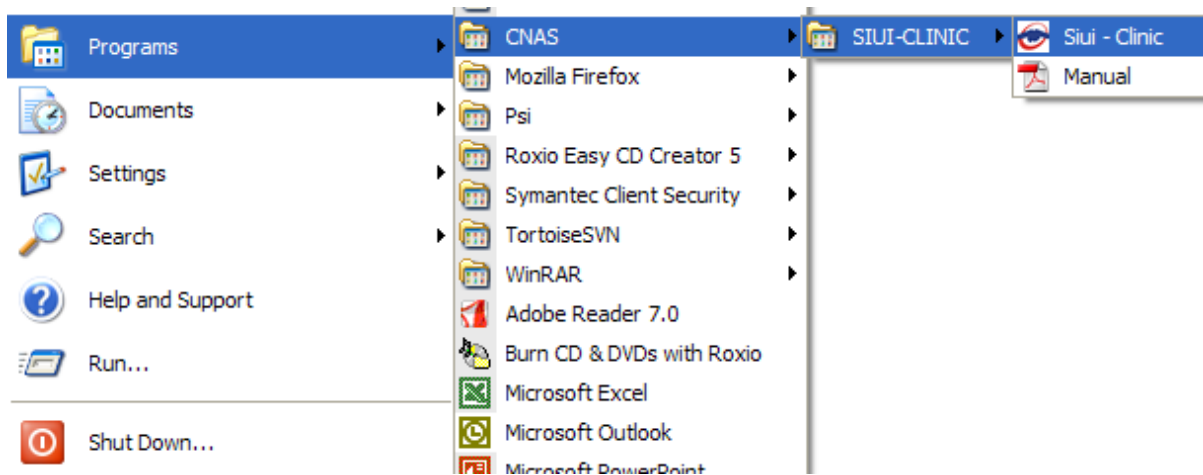 Programs
Documents
Settings
Search
Help and Support
Run...
Shut Down...
CNAS
Mozilla Firefox
Psi
Roxio Easy CD Creator 5
Symantec Client Security
TortoiseSVN
WinRAR
Adobe Reader 7.0
Burn CD & DVDs with Roxio
Microsoft Excel
Microsoft Outlook
Microsoft PowerPoint
SIUI-CLINIC
Siui - Clinic
Manual